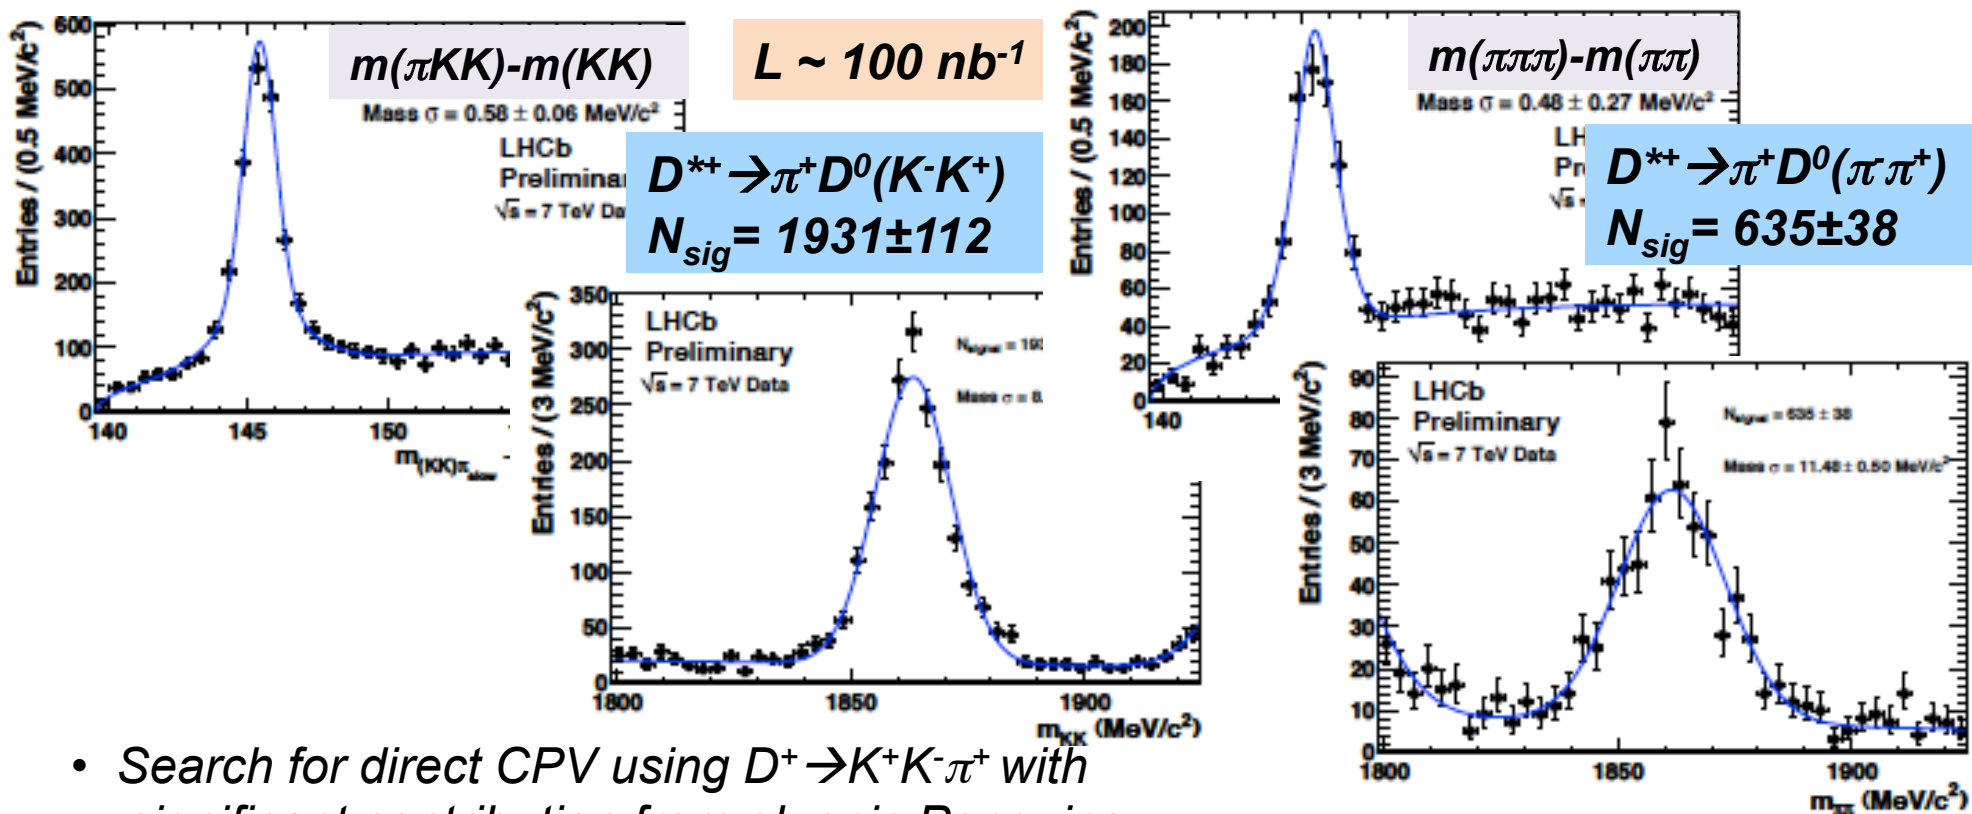 m(πKK)-m(KK)
Mass σ = 0.58 ± 0.06 MeV/c²
LHCb
√s = 7 TeV
Entries / (0.5 MeV/c²)
600
500
400
300
200
100
0
140
145
150
m(KK)πslow
L ~ 100 nb-1
D*+→π+D0(K-K+)
Nsig= 1931±112
LHCb
Preliminary
√s = 7 TeV Data
Nsignal =
Mass σ =
Entries / (3 MeV/c²)
350
300
250
200
150
100
50
0
1800
1850
1900
mKK (MeV/c²)
m(πππ)-m(ππ)
Mass σ = 0.48 ± 0.27 MeV/c²
Entries / (0.5 MeV/c²)
200
180
160
140
120
100
80
60
40
20
0
140
D*+→π+D0(π-π+)
Nsig= 635±38
LHCb
Preliminary
√s = 7 TeV Data
Nsignal = 635 ± 38
Mass σ = 11.48 ± 0.50 MeV/c²
Entries / (3 MeV/c²)
90
80
70
60
50
40
30
20
10
0
1800
1850
1900
mππ (MeV/c²)
• Search for direct CPV using D+→K+K-π+ with